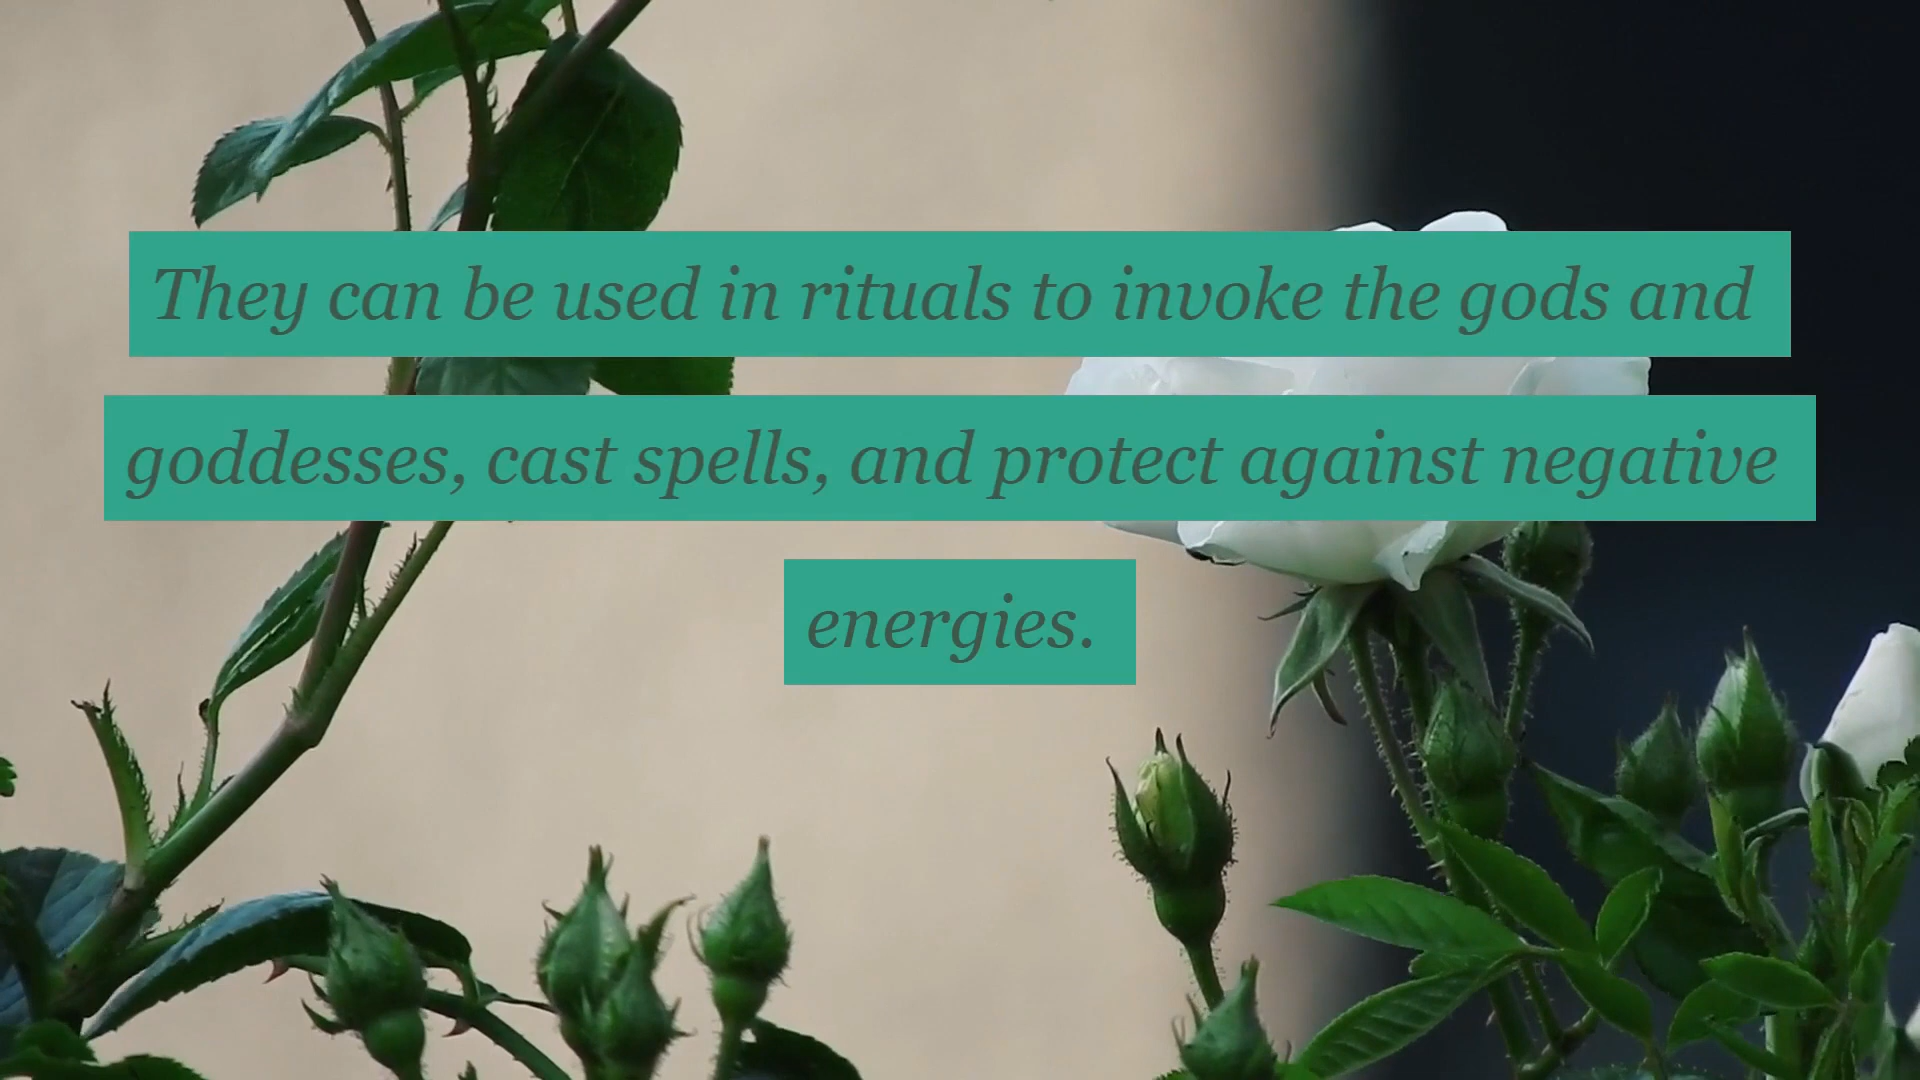 They can be used in rituals to invoke the gods and
goddesses, cast spells, and protect against negative
energies.